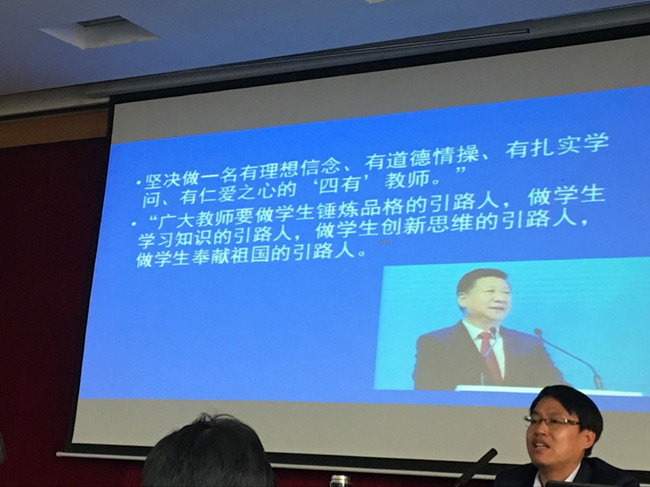 •坚决做一名有理想信念、有道德情操、有扎实学
问、有仁爱之心的‘四有’教师。”
•“广大教师要做学生锤炼品格的引路人，做学生
学习知识的引路人，做学生创新思维的引路人，
做学生奉献祖国的引路人。